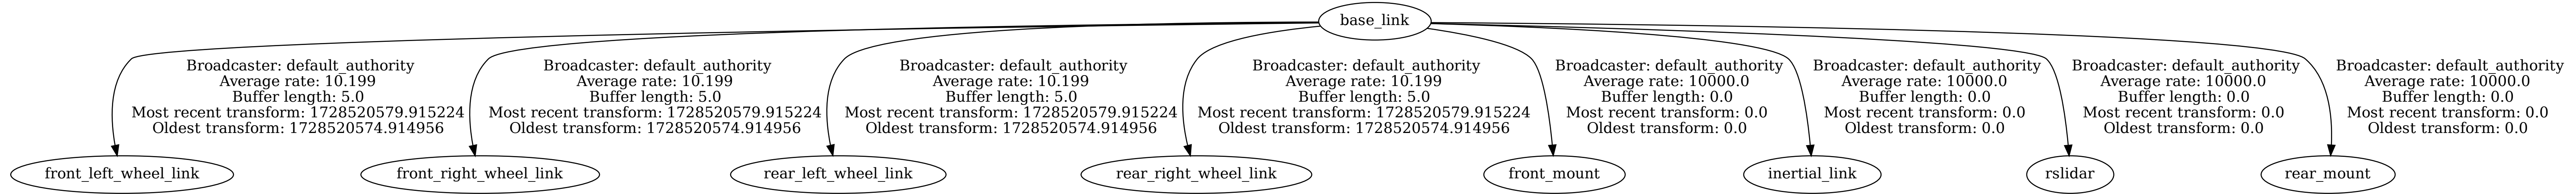 base_link
Broadcaster: default_authority
Average rate: 10.199
Buffer length: 5.0
Most recent transform: 1728520579.915224
Oldest transform: 1728520574.914956
Broadcaster: default_authority
Average rate: 10.199
Buffer length: 5.0
Most recent transform: 1728520579.915224
Oldest transform: 1728520574.914956
Broadcaster: default_authority
Average rate: 10.199
Buffer length: 5.0
Most recent transform: 1728520579.915224
Oldest transform: 1728520574.914956
Broadcaster: default_authority
Average rate: 10.199
Buffer length: 5.0
Most recent transform: 1728520579.915224
Oldest transform: 1728520574.914956
Broadcaster: default_authority
Average rate: 10000.0
Buffer length: 0.0
Most recent transform: 0.0
Oldest transform: 0.0
Broadcaster: default_authority
Average rate: 10000.0
Buffer length: 0.0
Most recent transform: 0.0
Oldest transform: 0.0
Broadcaster: default_authority
Average rate: 10000.0
Buffer length: 0.0
Most recent transform: 0.0
Oldest transform: 0.0
Broadcaster: default_authority
Average rate: 10000.0
Buffer length: 0.0
Most recent transform: 0.0
Oldest transform: 0.0
front_left_wheel_link
front_right_wheel_link
rear_left_wheel_link
rear_right_wheel_link
front_mount
inertial_link
rslidar
rear_mount